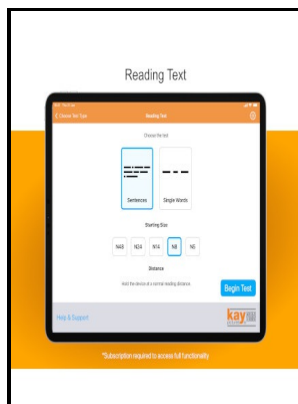 Reading Text
Choose Test Type
Reading Text
Choose the test
Sentences
Single Words
Starting Size
N48
N24
N14
N8
N5
Distance
Hold the device at a normal reading distance.
Begin Test
Help & Support
kay
*Subscription required to access full functionality